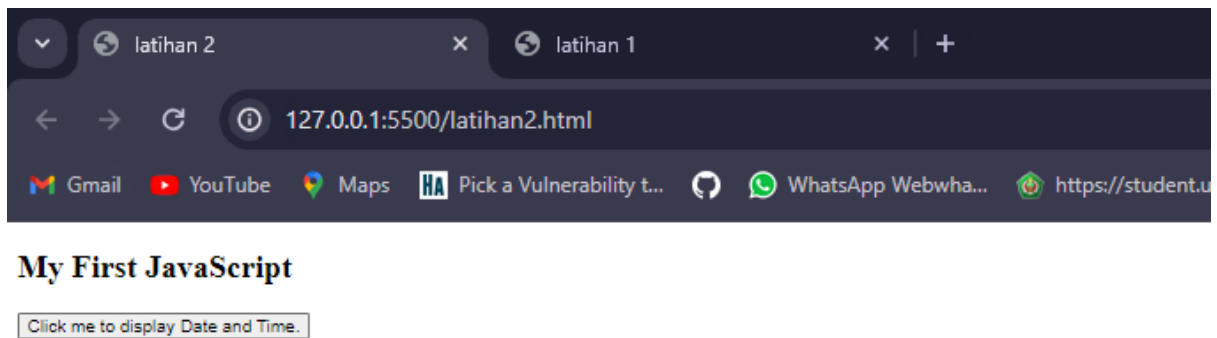 latihan 2
latihan 1
127.0.0.1:5500/latihan2.html
Gmail YouTube Maps HA Pick a Vulnerability t... WhatsApp Webwha... https://student.u
My First JavaScript
Click me to display Date and Time.